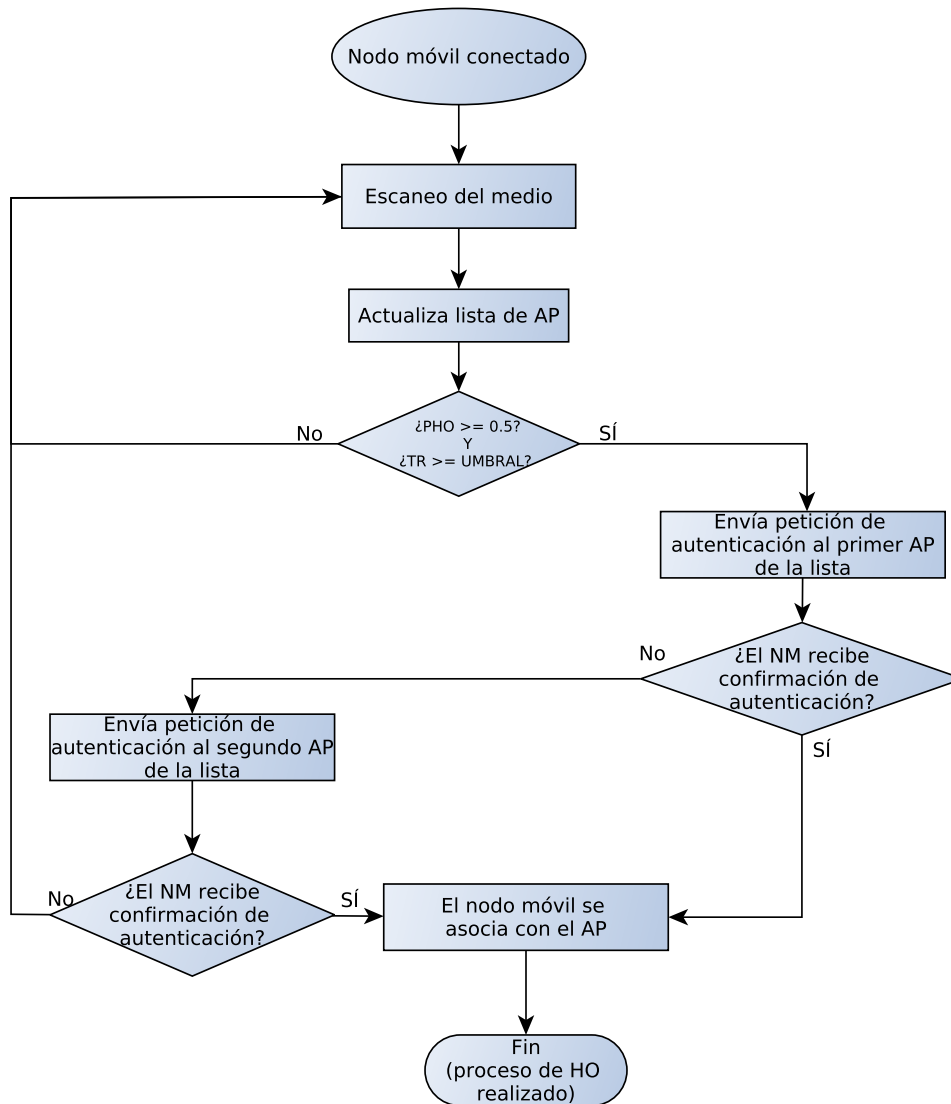 Nodo móvil conectado
Escaneo del medio
Actualiza lista de AP
¿PHO >= 0.5?
Y
¿TR >= UMBRAL?
No
SÍ
Envía petición de
autenticación al primer AP
de la lista
¿El NM recibe
confirmación de
autenticación?
No
SÍ
Envía petición de
autenticación al segundo AP
de la lista
¿El NM recibe
confirmación de
autenticación?
No
SÍ
El nodo móvil se
asocia con el AP
Fin
(proceso de HO
realizado)